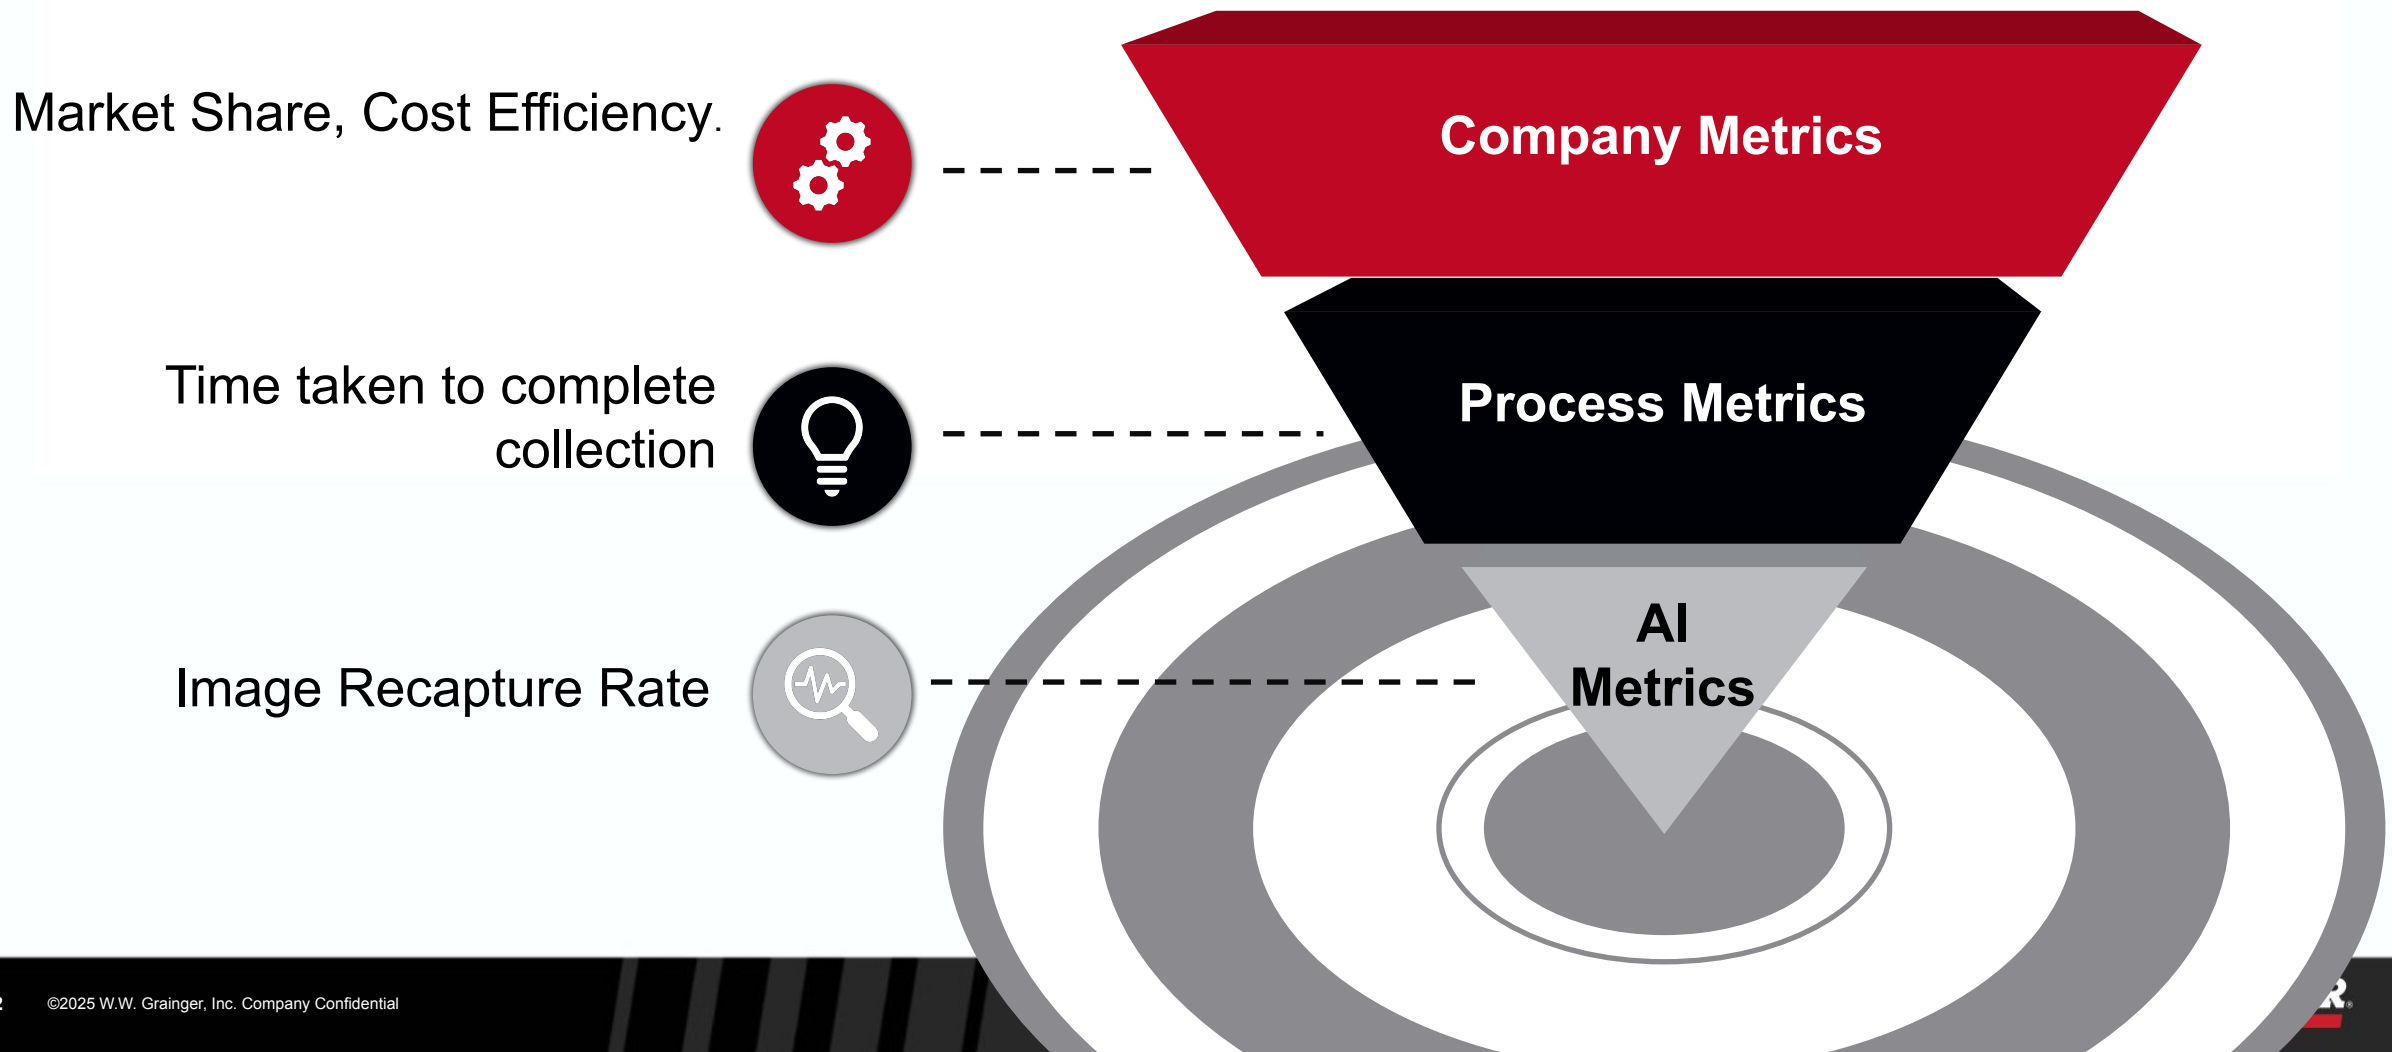 Market Share, Cost Efficiency.
Company Metrics
Time taken to complete
collection
Process Metrics
Image Recapture Rate
AI
Metrics
2
©2025 W.W. Grainger, Inc. Company Confidential
R®